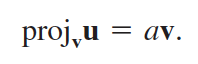 proj_v u = av.